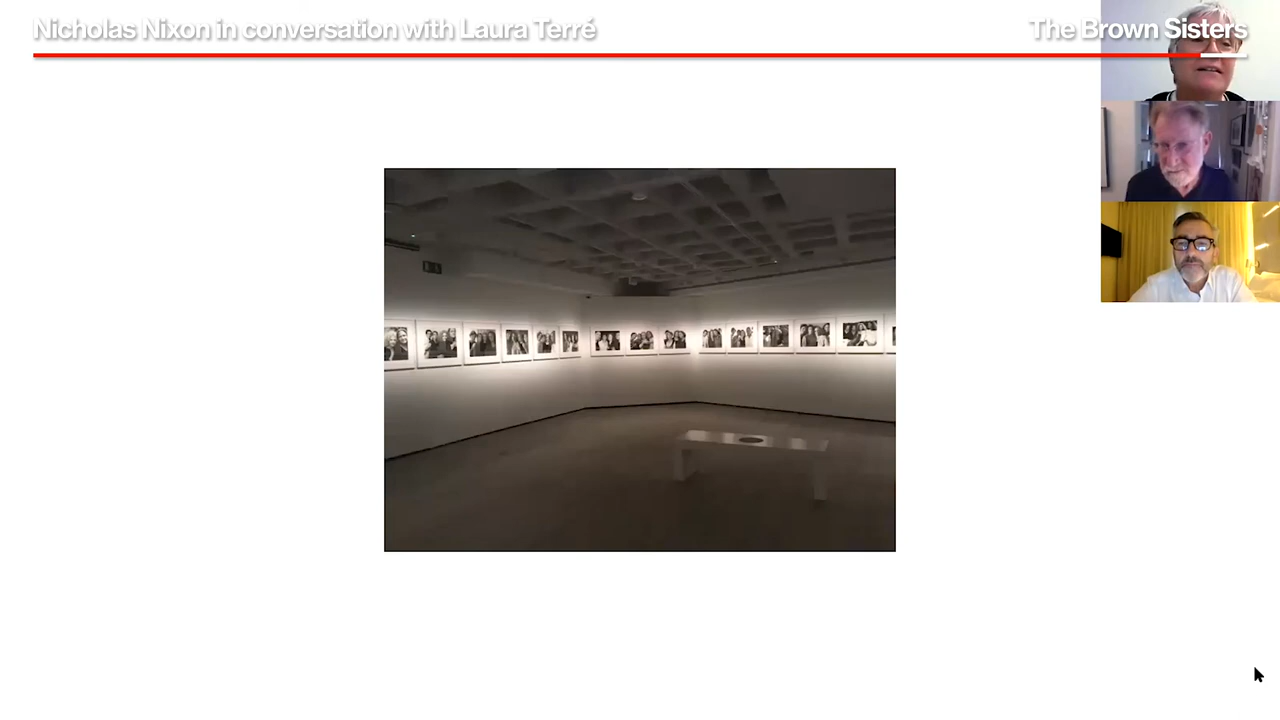 Nicholas Nixon in conversation with Laura Terré
The Brown Sisters